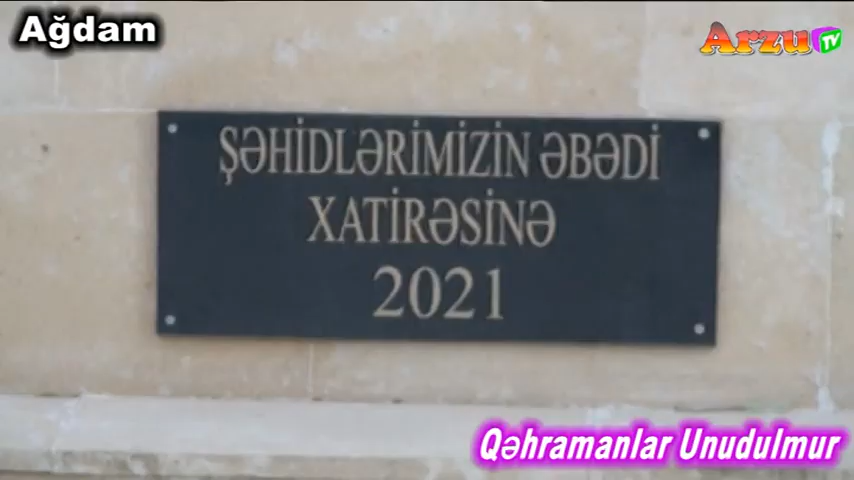 Ağdam
Arzu TV
ŞƏHİDLƏRİMİZİN ƏBƏDİ
XATİRƏSİNƏ
2021
Qəhramanlar Unudulmur